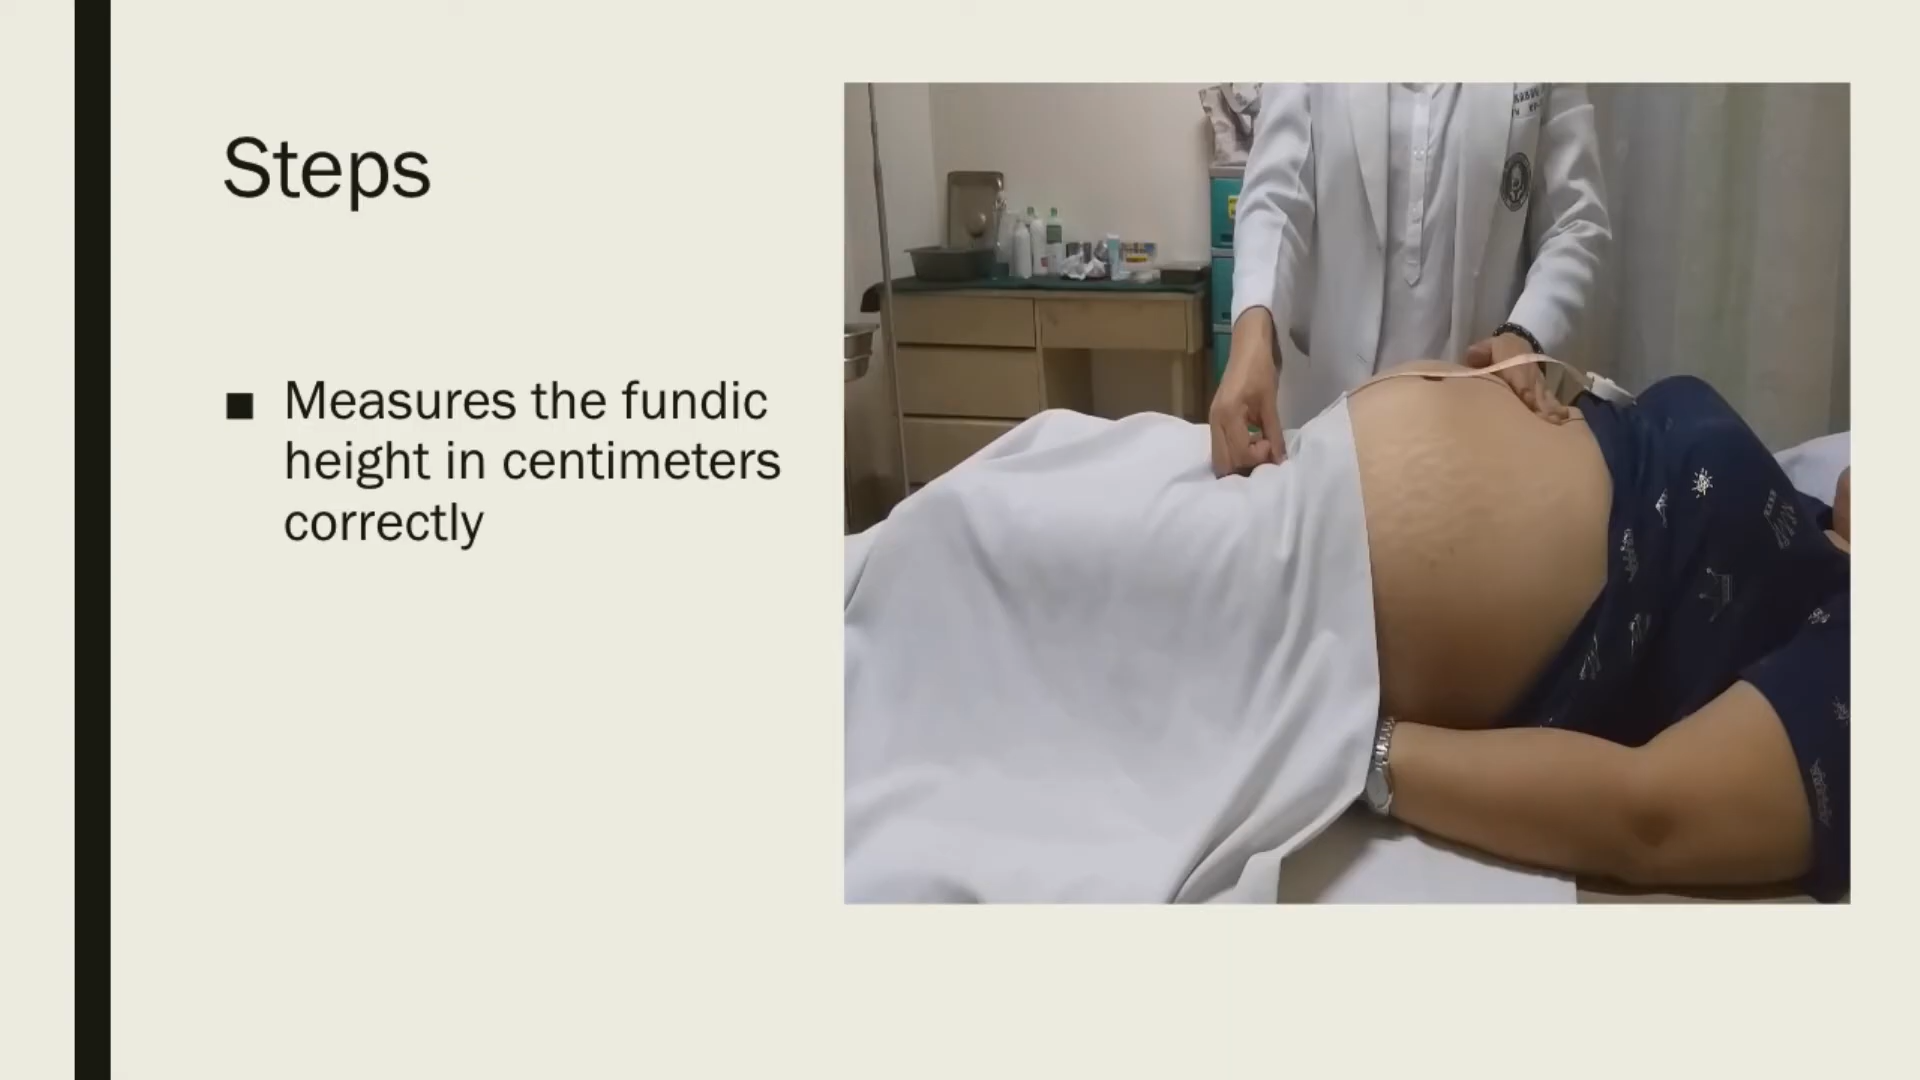 Steps
■ Measures the fundic
height in centimeters
correctly